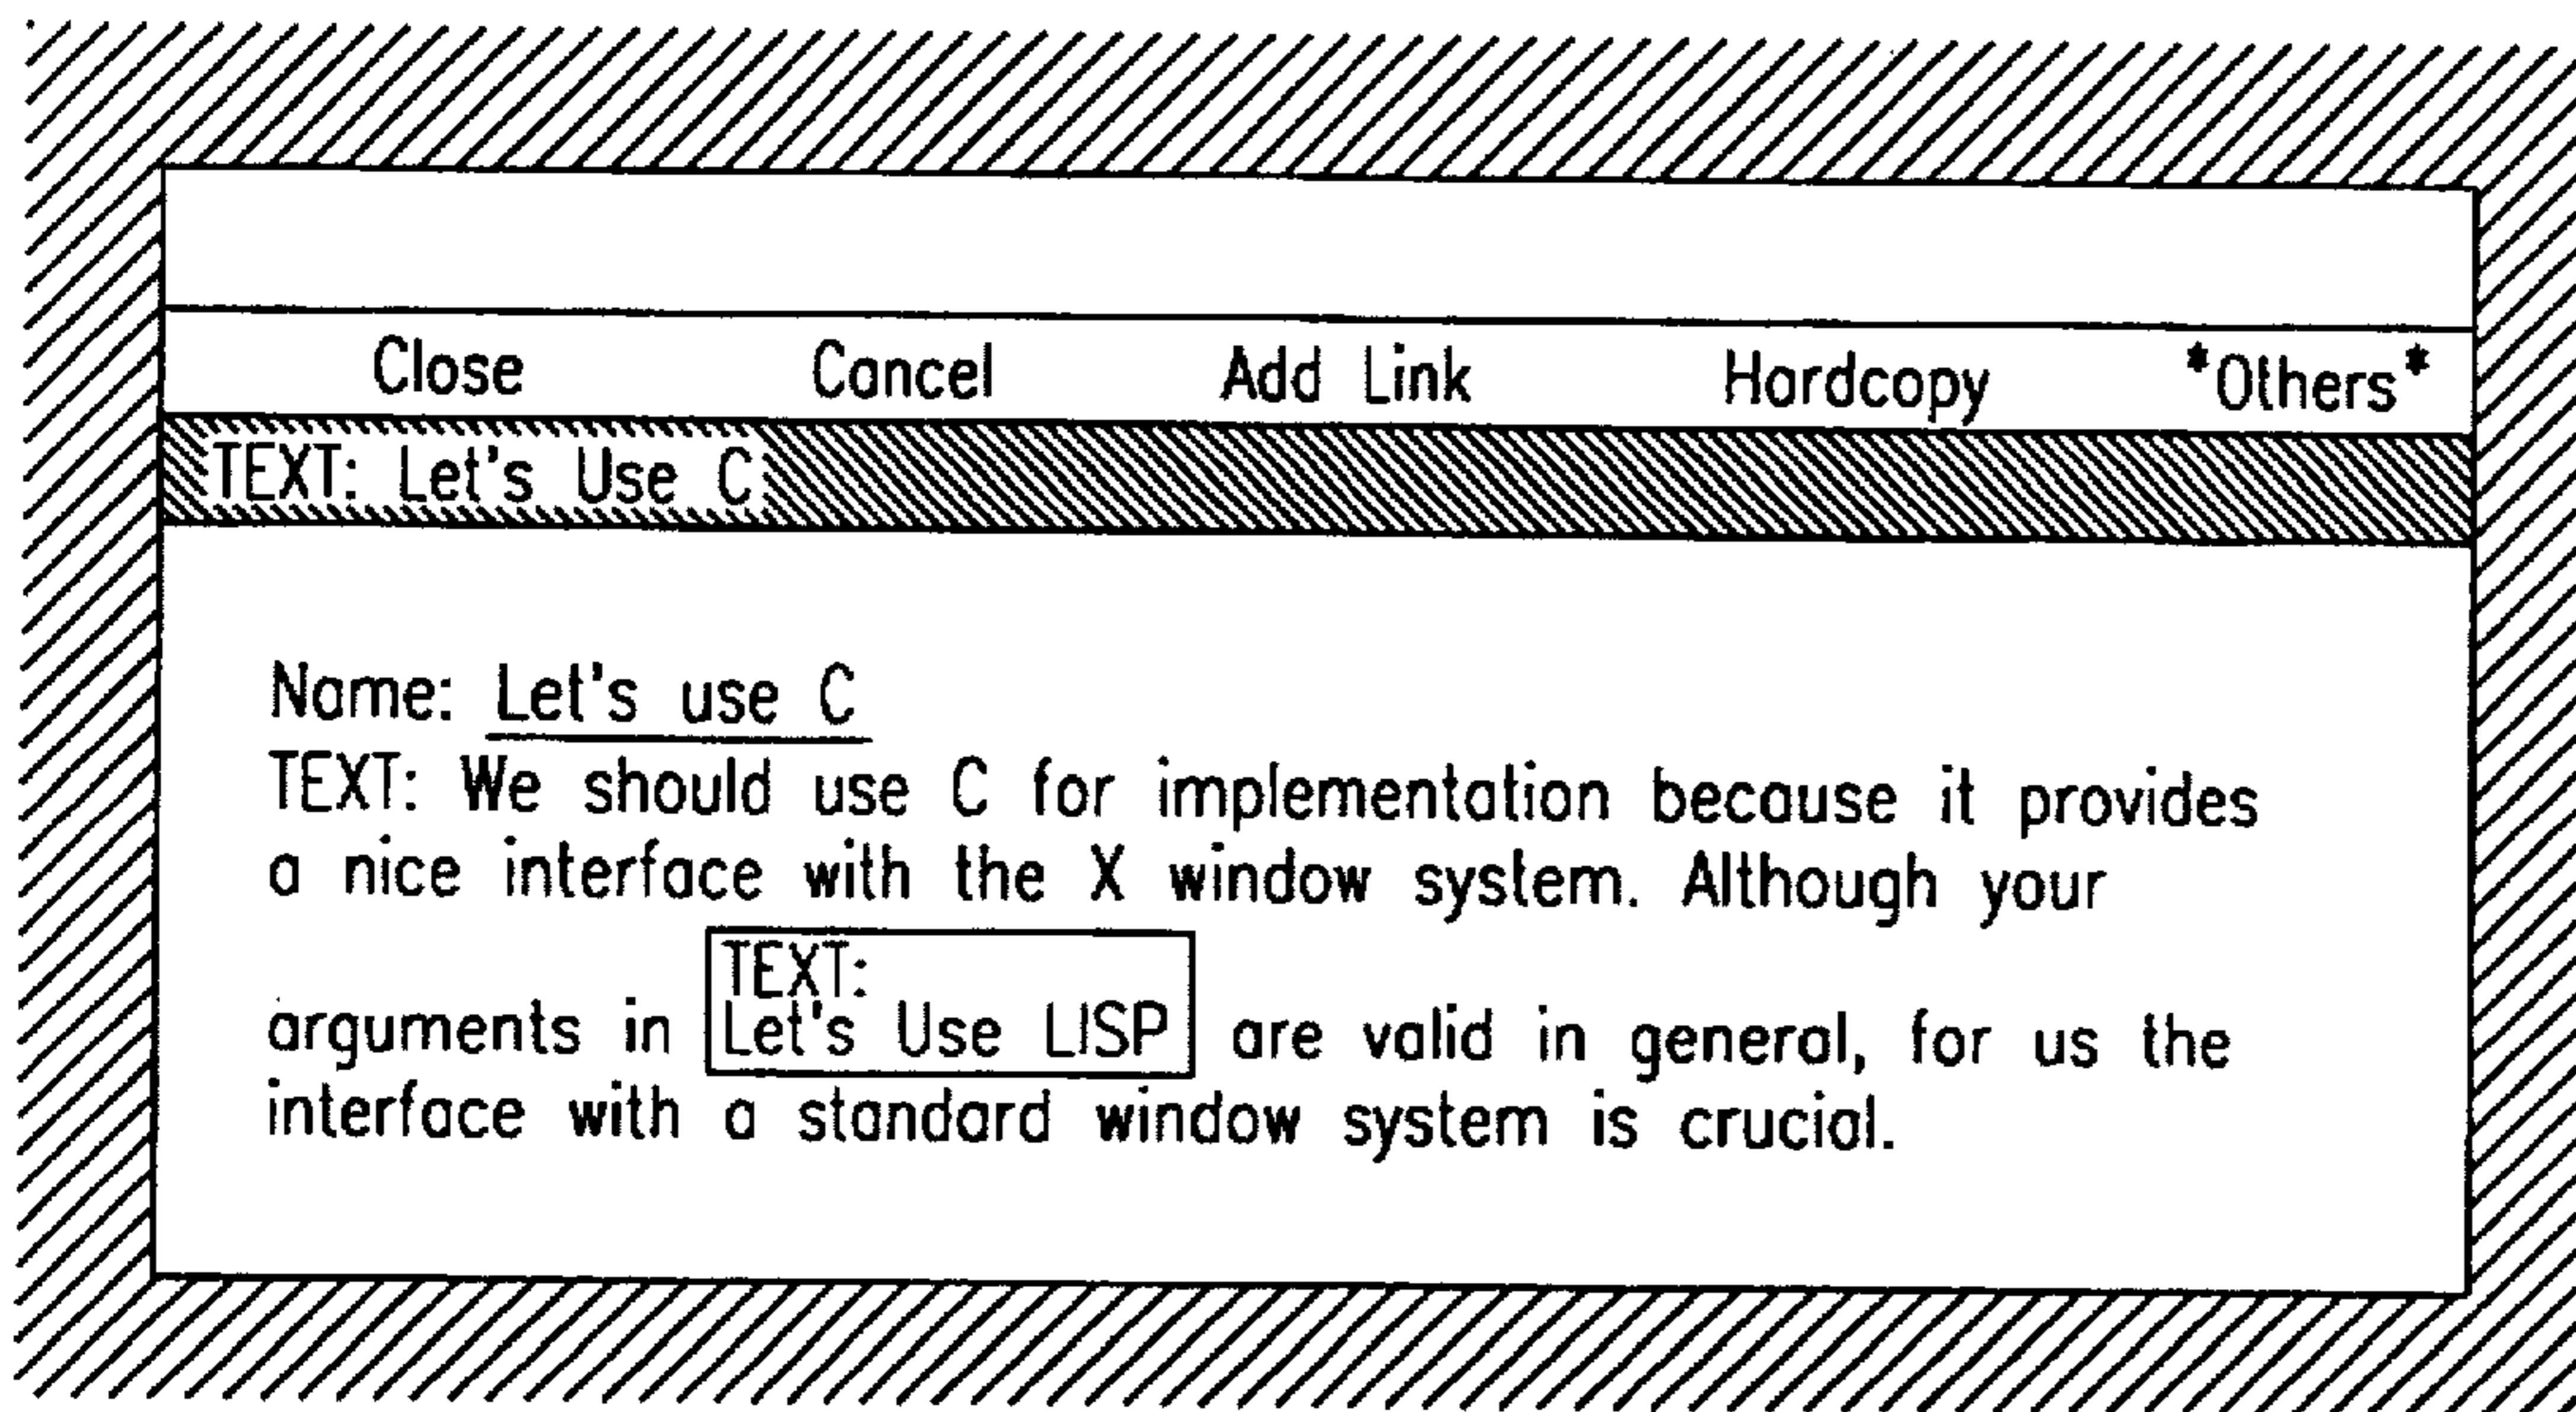 Close Cancel Add Link Hardcopy *Others*
TEXT: Let's Use C
Name: Let's use C
TEXT: We should use C for implementation because it provides
a nice interface with the X window system. Although your
TEXT:
arguments in Let's Use LISP are valid in general, for us the
interface with a standard window system is crucial.